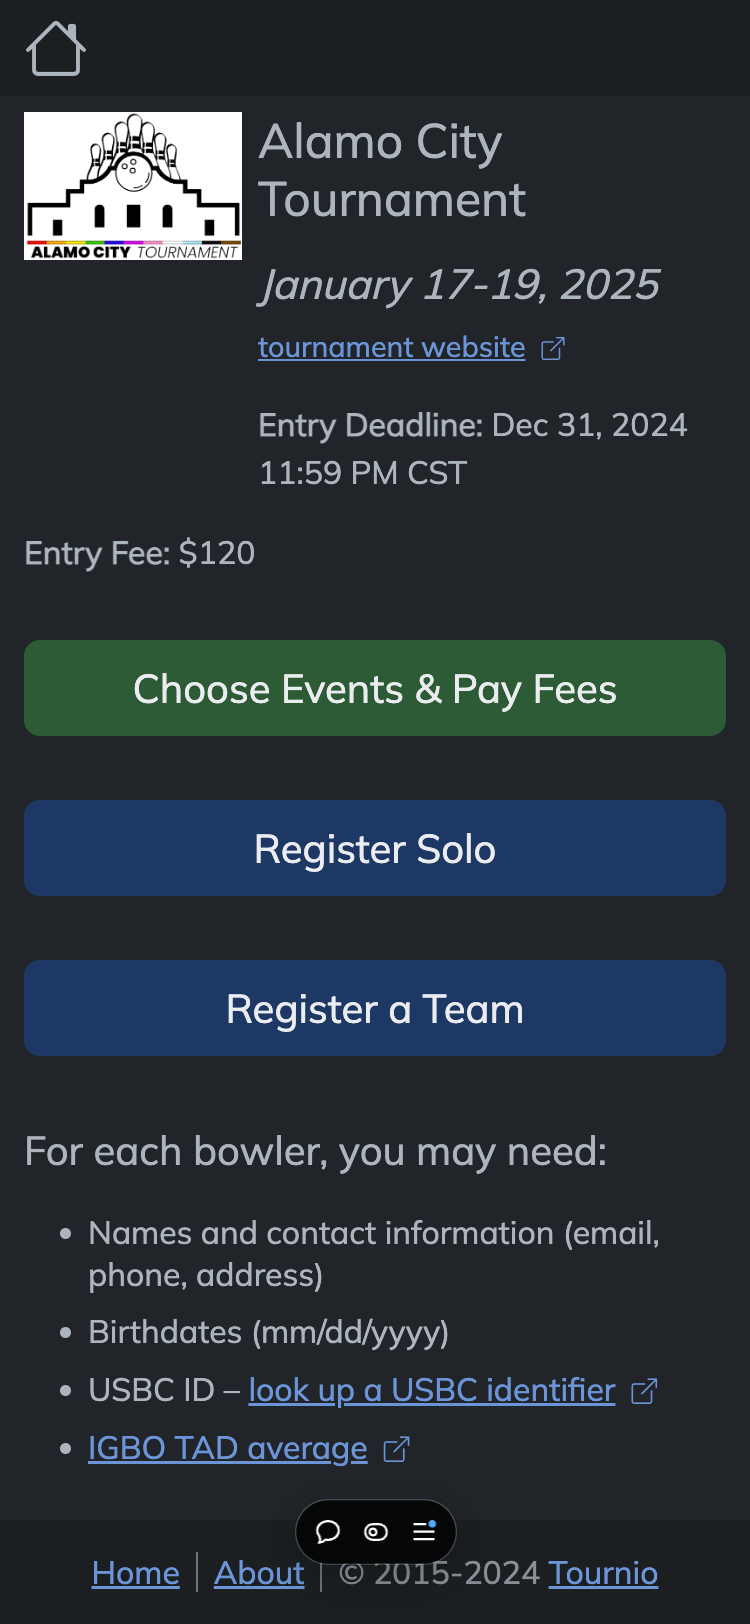 ALAMO CITY TOURNAMENT
Alamo City
Tournament
January 17-19, 2025
tournament website
Entry Deadline: Dec 31, 2024
11:59 PM CST
Entry Fee: $120
Choose Events & Pay Fees
Register Solo
Register a Team
For each bowler, you may need:
• Names and contact information (email,
phone, address)
• Birthdates (mm/dd/yyyy)
• USBC ID – look up a USBC identifier
• IGBO TAD average
Home | About | © 2015-2024 Tournio